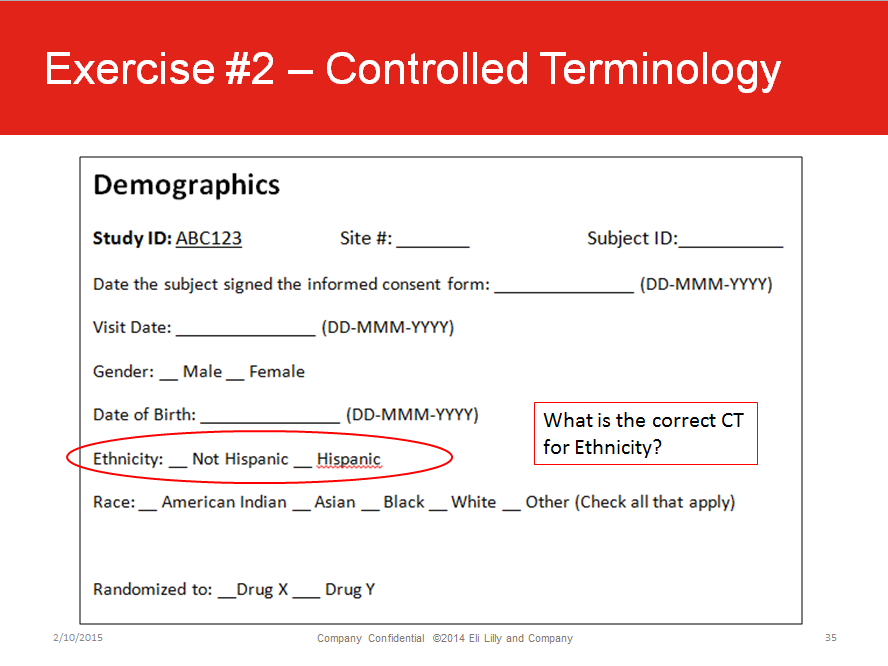 Exercise #2 – Controlled Terminology
Demographics
Study ID: ABC123 Site #: ________ Subject ID:___________
Date the subject signed the informed consent form: _______________ (DD-MMM-YYYY)
Visit Date: _______________ (DD-MMM-YYYY)
Gender: __ Male __ Female
Date of Birth: _______________ (DD-MMM-YYYY)
What is the correct CT
for Ethnicity?
Ethnicity: __ Not Hispanic __ Hispanic
Race: __ American Indian __ Asian __ Black __ White __ Other (Check all that apply)
Randomized to: __Drug X ___ Drug Y
2/10/2015 Company Confidential ©2014 Eli Lilly and Company 35